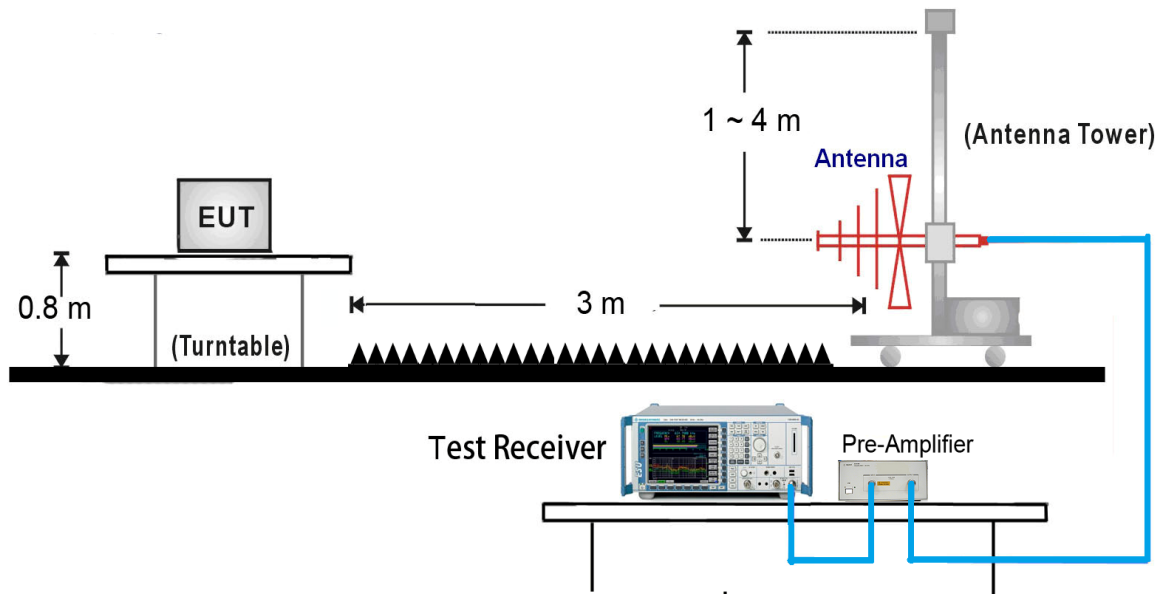 1 ~ 4 m
(Antenna Tower)
Antenna
EUT
0.8 m
3 m
(Turntable)
Test Receiver
Pre-Amplifier